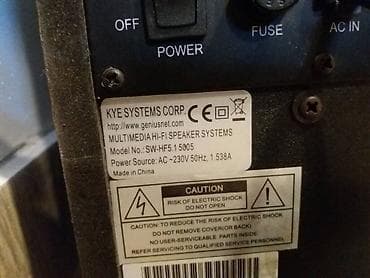 OFF
POWER
FUSE
AC IN
KYE SYSTEMS CORP.
http://www.geniusnet.com
MULTIMEDIA HI-FI SPEAKER SYSTEMS
Model No.: SW-HF5.1 5005
Power Source: AC ~230V 50Hz, 1.538A
Made in China
CE
CAUTION
RISK OF ELECTRIC SHOCK
DO NOT OPEN
CAUTION: TO REDUCE THE RISK OF ELECTRIC SHOCK
DO NOT REMOVE COVER(OR BACK)
NO USER-SERVICEABLE PARTS INSIDE
REFER SERVICING TO QUALIFIED SERVICE PERSONNEL